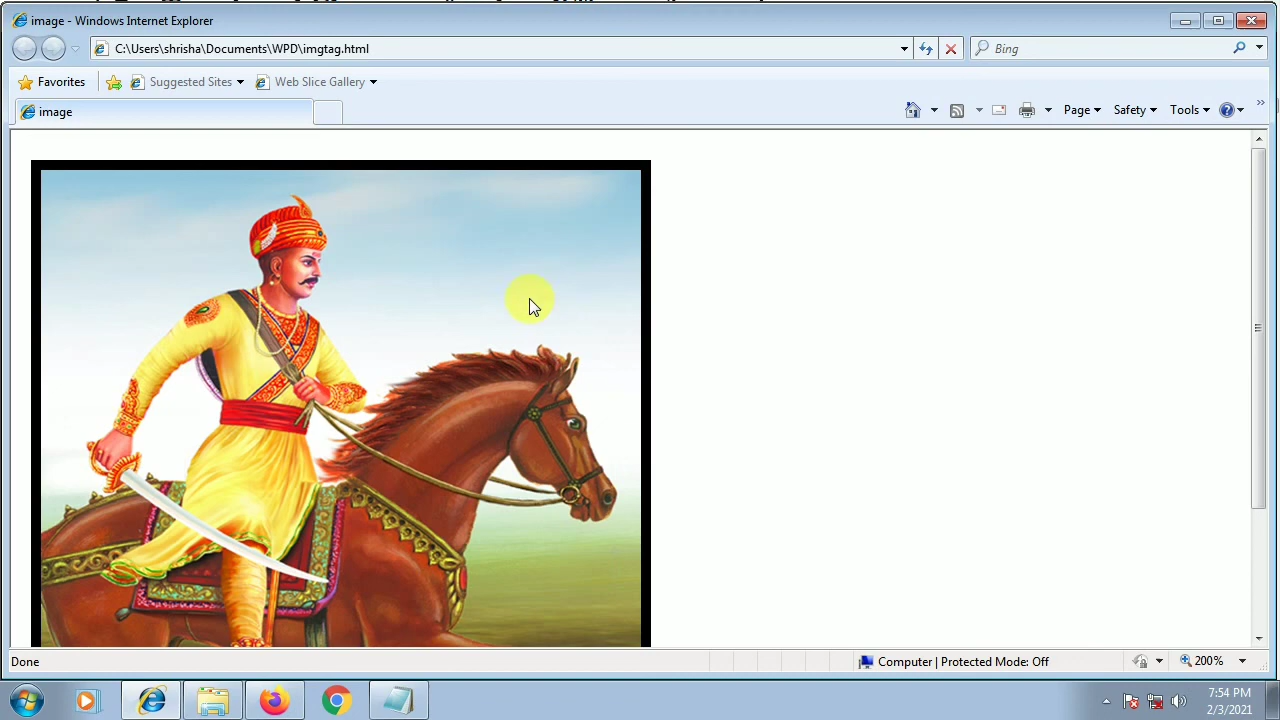 image - Windows Internet Explorer
C:\Users\shrisha\Documents\WPD\imgtag.html
Bing
Favorites
Suggested Sites
Web Slice Gallery
image
Page
Safety
Tools
Done
Computer | Protected Mode: Off
200%
7:54 PM
2/3/2021